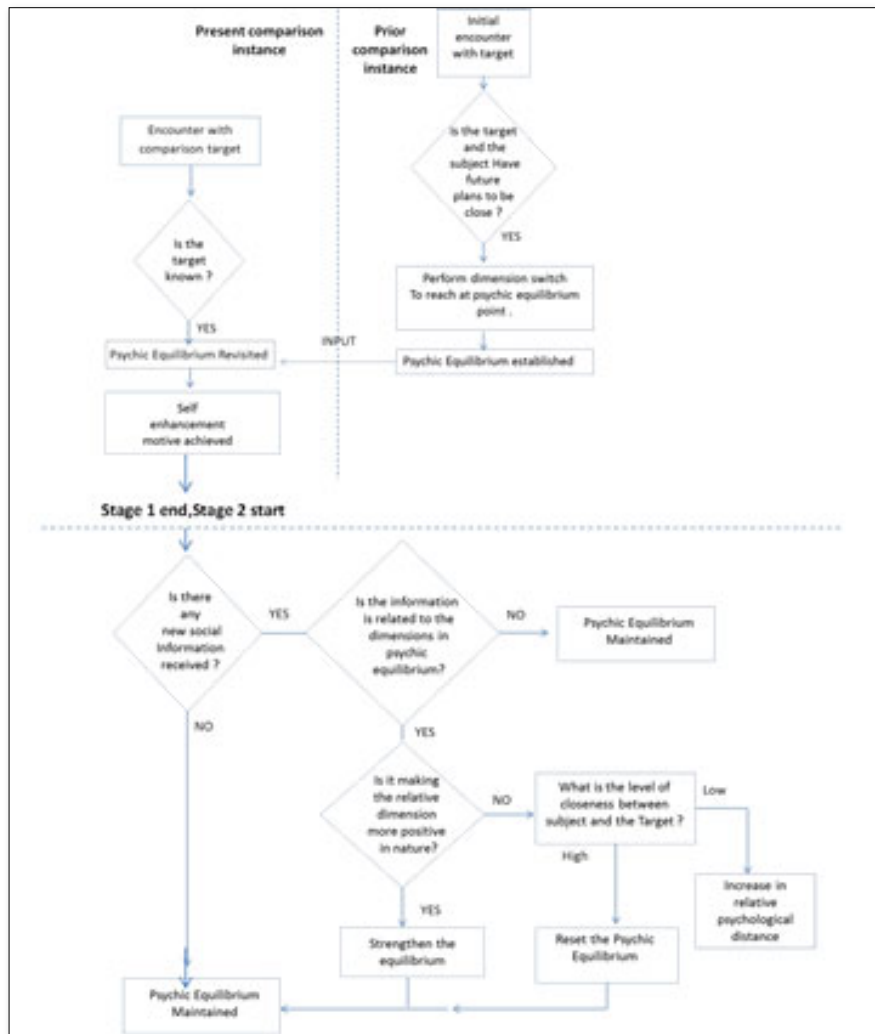 Present comparison
instance
Prior
comparison
instance
Initial
encounter
with target
Encounter with
comparison target
Is the target
and the
subject Have
future
plans to be
close ?
YES
Is the
target
known ?
YES
Perform dimension switch
To reach at psychic equilibrium
point .
INPUT
Psychic Equilibrium Revisited
Psychic Equilibrium established
Self
enhancement
motive achieved
Stage 1 end,Stage 2 start
Is there
any
new social
Information
received ?
YES
Is the information
is related to the
dimensions in
psychic
equilibrium?
NO
Psychic Equilibrium
Maintained
NO
YES
Is it making
the relative
dimension
more positive
in nature?
NO
What is the level of
closeness between
subject and the Target ?
Low
High
YES
Increase in
relative
psychological
distance
Strengthen the
equilibrium
Reset the Psychic
Equilibrium
Psychic Equilibrium
Maintained